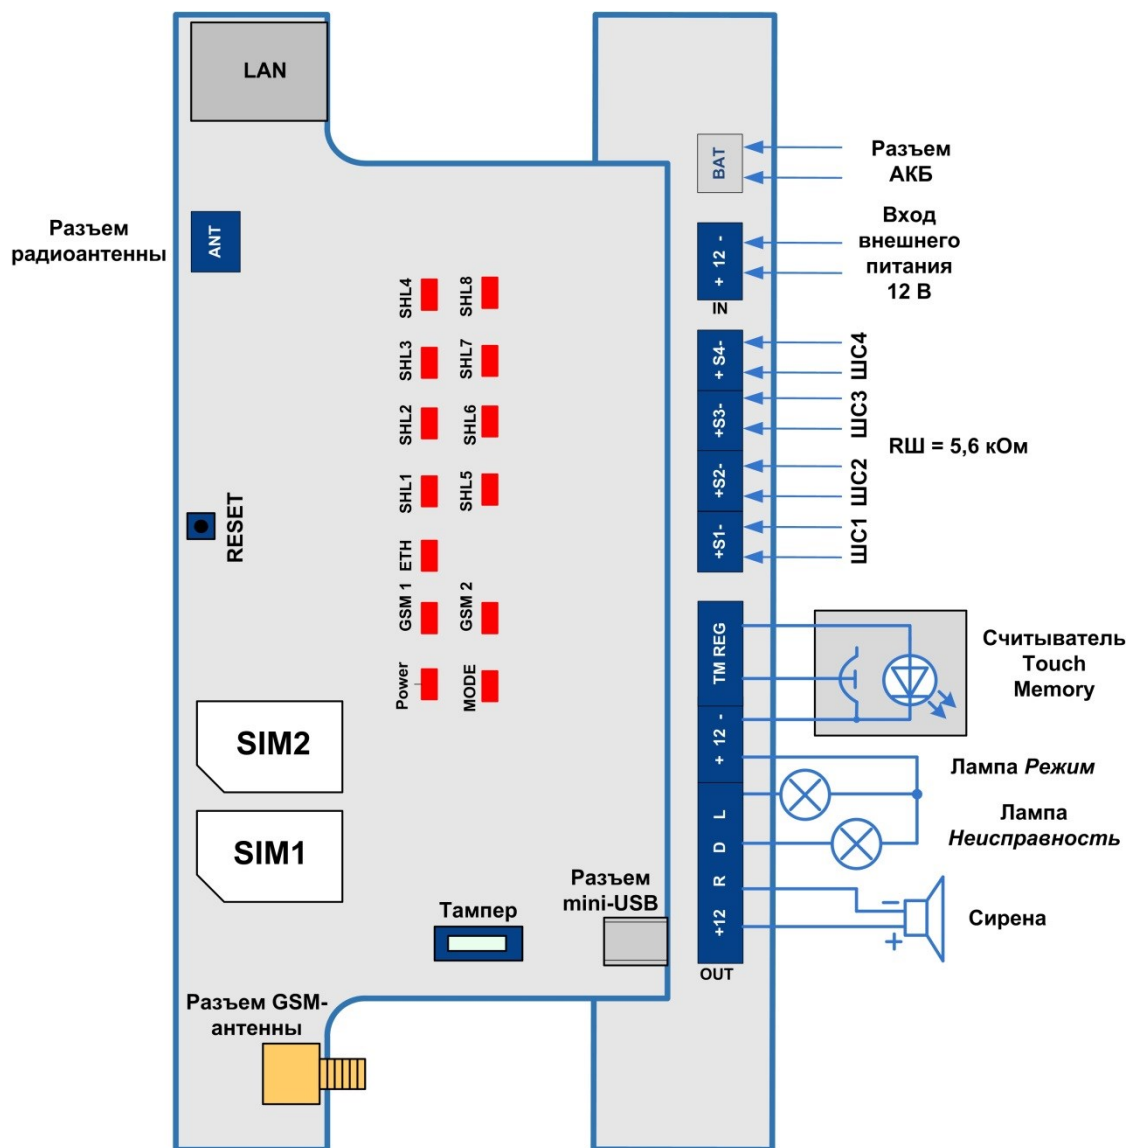 LAN
BAT
Разъем
АКБ
Разъем
радиоантенны
ANT
+ 12 -
IN
Вход
внешнего
питания
12 В
SHL4
SHL8
SHL3
SHL7
SHL2
SHL6
SHL1
SHL5
+ S4-
ШС4
+S3-
ШС3
+S2-
ШС2
+S1-
ШС1
RШ = 5,6 кОм
RESET
ETH
GSM 1
GSM 2
Power
MODE
TM REG
Считыватель
Touch
Memory
+ 12 -
SIM2
SIM1
L
D
R
+12
OUT
Лампа Режим
Лампа
Неисправность
Сирена
–
+
Тампер
Разъем
mini-USB
Разъем GSM-
антенны